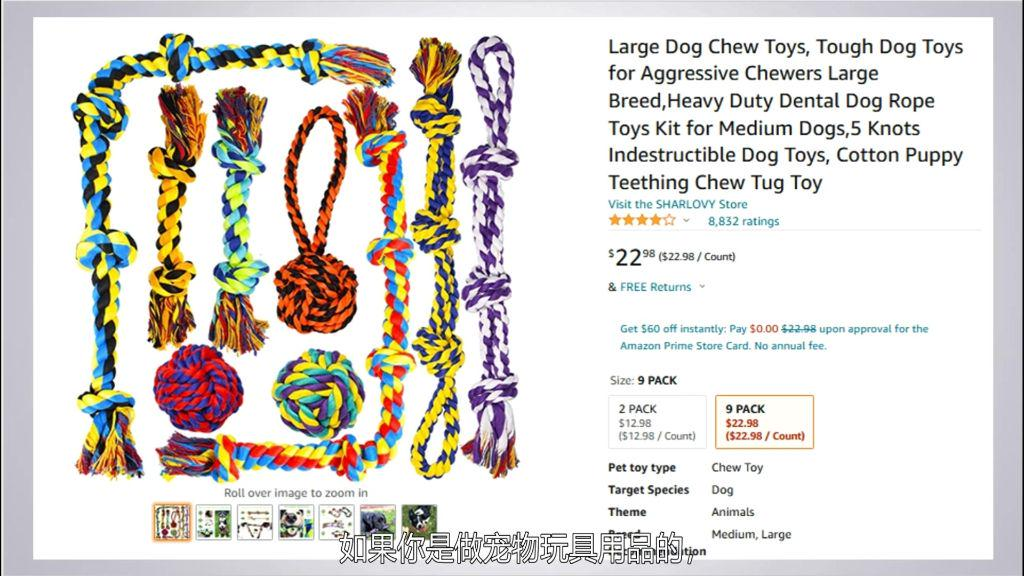 Large Dog Chew Toys, Tough Dog Toys
for Aggressive Chewers Large
Breed,Heavy Duty Dental Dog Rope
Toys Kit for Medium Dogs,5 Knots
Indestructible Dog Toys, Cotton Puppy
Teething Chew Tug Toy
Visit the SHARLOVY Store
8,832 ratings
$22.98 ($22.98 / Count)
& FREE Returns
Get $60 off instantly: Pay $0.00 $22.98 upon approval for the
Amazon Prime Store Card. No annual fee.
Size: 9 PACK
2 PACK
$12.98
($12.98 / Count)
9 PACK
$22.98
($22.98 / Count)
Pet toy type Chew Toy
Target Species Dog
Theme Animals
Medium, Large
Roll over image to zoom in
如果你是做宠物玩具用品的,